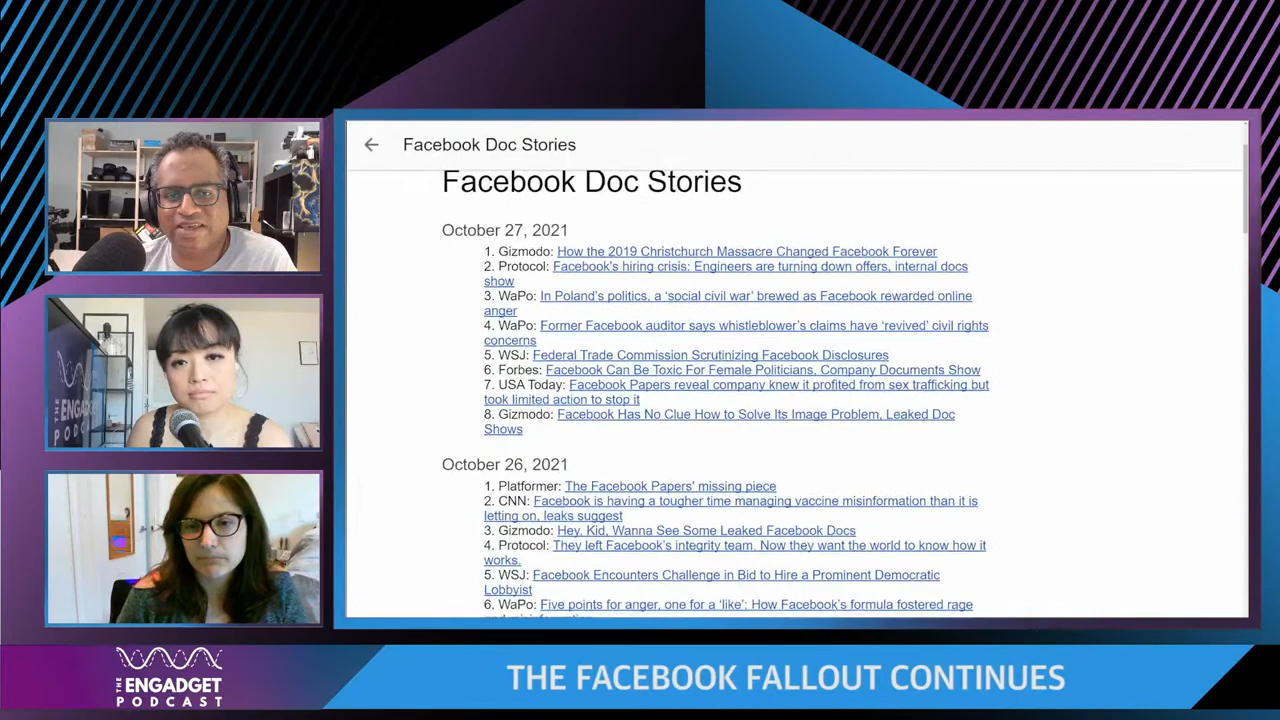 Facebook Doc Stories
Facebook Doc Stories
October 27, 2021
1. Gizmodo: How the 2019 Christchurch Massacre Changed Facebook Forever
2. Protocol: Facebook's hiring crisis: Engineers are turning down offers, internal docs
show
3. WaPo: In Poland's politics, a 'social civil war' brewed as Facebook rewarded online
anger
4. WaPo: Former Facebook auditor says whistleblower's claims have 'revived' civil rights
concerns
5. WSJ: Federal Trade Commission Scrutinizing Facebook Disclosures
6. Forbes: Facebook Can Be Toxic For Female Politicians, Company Documents Show
7. USA Today: Facebook Papers reveal company knew it profited from sex trafficking but
took limited action to stop it
8. Gizmodo: Facebook Has No Clue How to Solve Its Image Problem, Leaked Doc
Shows
October 26, 2021
1. Platformer: The Facebook Papers' missing piece
2. CNN: Facebook is having a tougher time managing vaccine misinformation than it is
letting on, leaks suggest
3. Gizmodo: Hey, Kid, Wanna See Some Leaked Facebook Docs
4. Protocol: They left Facebook's integrity team. Now they want the world to know how it
works.
5. WSJ: Facebook Encounters Challenge in Bid to Hire a Prominent Democratic
Lobbyist
6. WaPo: Five points for anger, one for a 'like': How Facebook's formula fostered rage
THE
ENGADGET
THE
ENGADGET
PODCAST
THE FACEBOOK FALLOUT CONTINUES